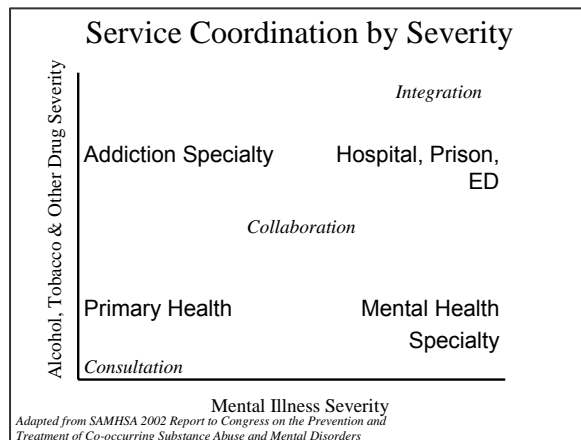 Service Coordination by Severity
Alcohol, Tobacco & Other Drug Severity
Integration
Addiction Specialty
Hospital, Prison,
ED
Collaboration
Primary Health
Mental Health
Specialty
Consultation
Mental Illness Severity
Adapted from SAMHSA 2002 Report to Congress on the Prevention and
Treatment of Co-occurring Substance Abuse and Mental Disorders